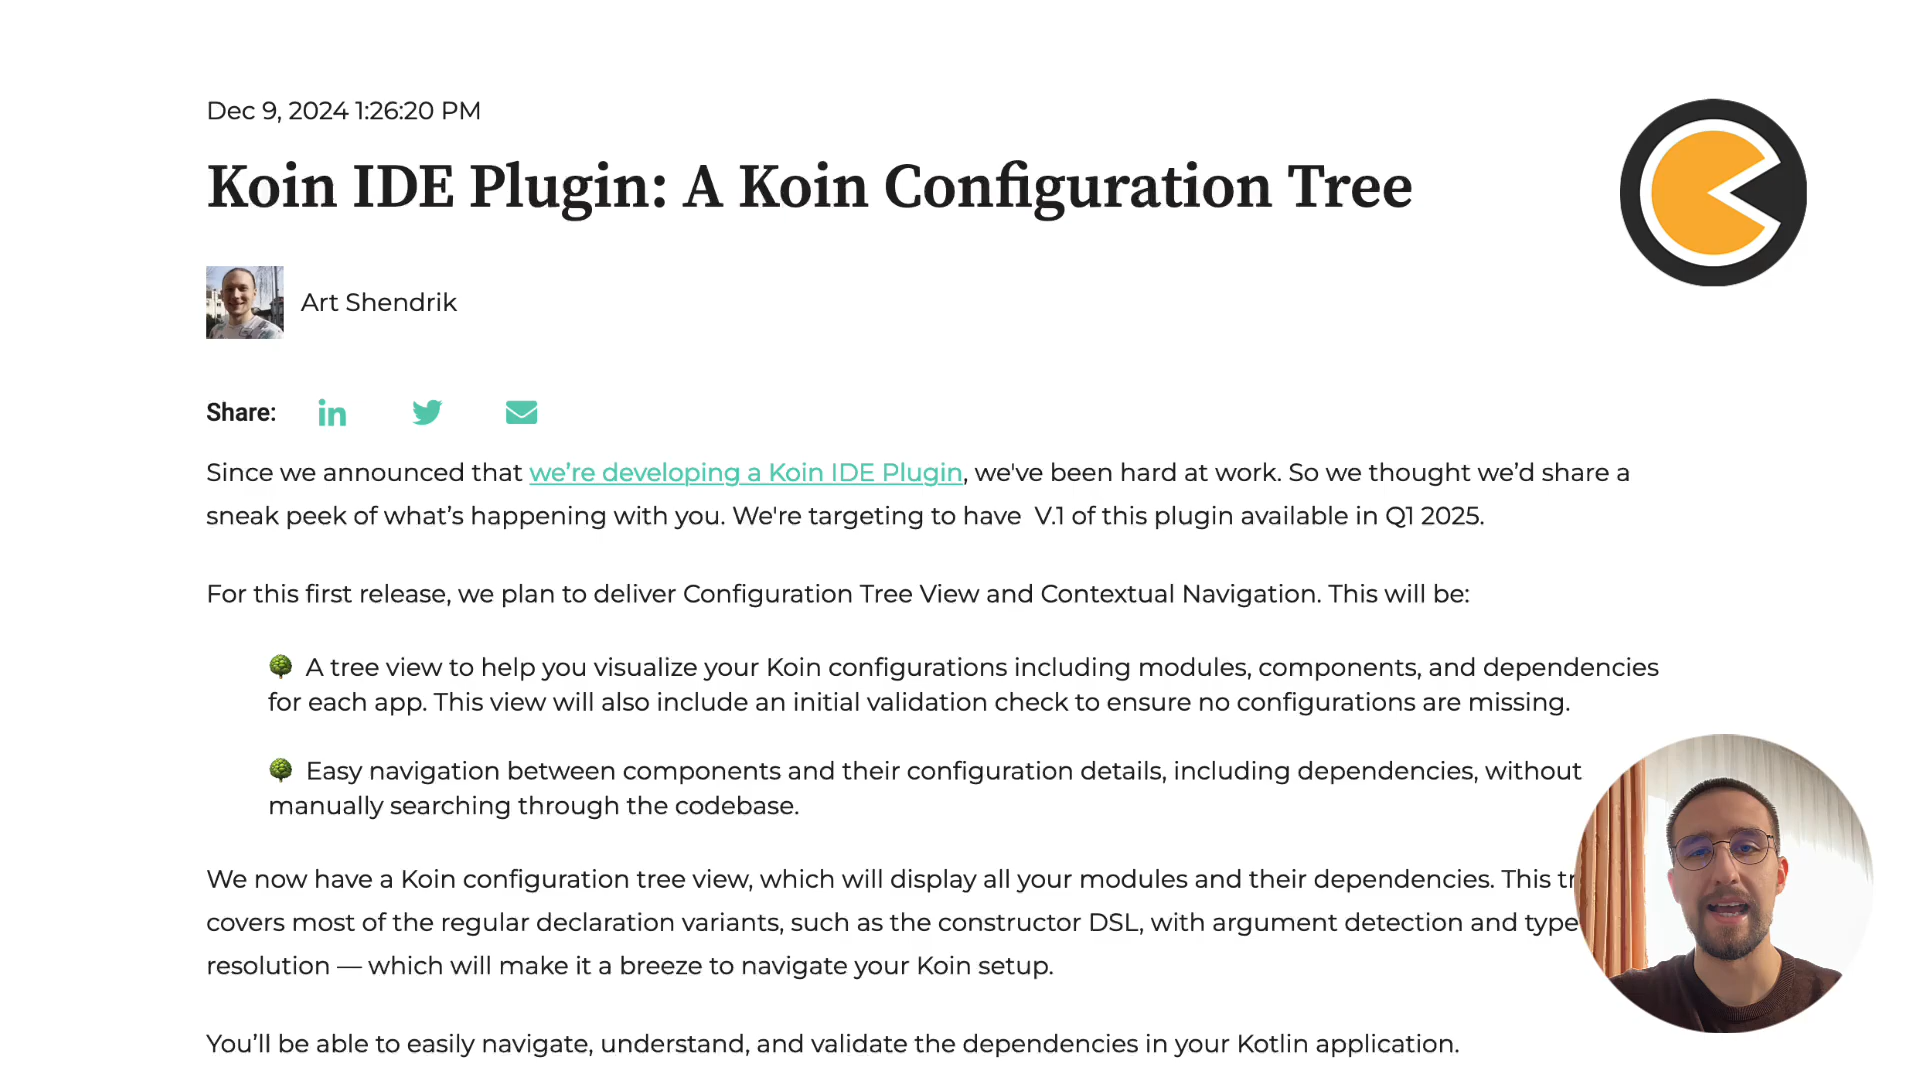 Dec 9, 2024 1:26:20 PM
Koin IDE Plugin: A Koin Configuration Tree
Art Shendrik
Share:
Since we announced that we’re developing a Koin IDE Plugin, we've been hard at work. So we thought we’d share a
sneak peek of what’s happening with you. We're targeting to have  V.1 of this plugin available in Q1 2025.
For this first release, we plan to deliver Configuration Tree View and Contextual Navigation. This will be:
🌳 A tree view to help you visualize your Koin configurations including modules, components, and dependencies
for each app. This view will also include an initial validation check to ensure no configurations are missing.
🌳 Easy navigation between components and their configuration details, including dependencies, without
manually searching through the codebase.
We now have a Koin configuration tree view, which will display all your modules and their dependencies. This
covers most of the regular declaration variants, such as the constructor DSL, with argument detection and type
resolution — which will make it a breeze to navigate your Koin setup.
You’ll be able to easily navigate, understand, and validate the dependencies in your Kotlin application.